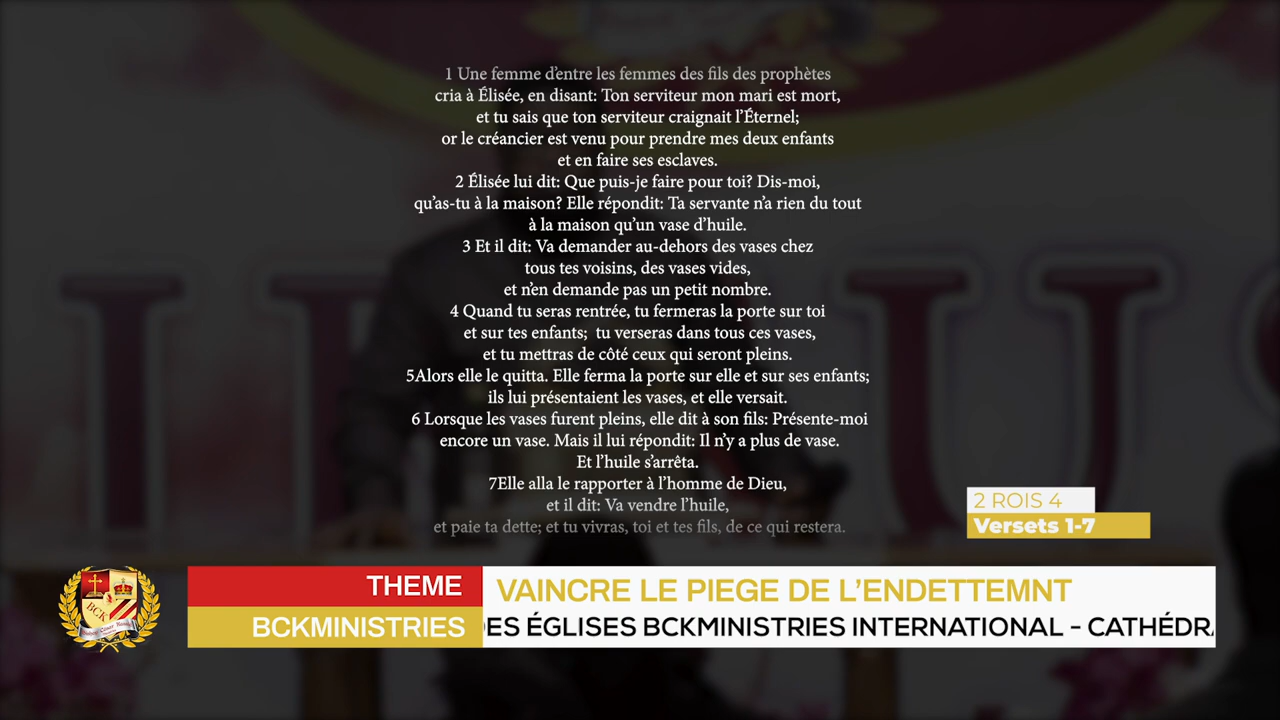 1 Une femme d'entre les femmes des fils des prophètes
cria à Élisée, en disant: Ton serviteur mon mari est mort,
et tu sais que ton serviteur craignait l'Éternel;
or le créancier est venu pour prendre mes deux enfants
et en faire ses esclaves.
2 Élisée lui dit: Que puis-je faire pour toi? Dis-moi,
qu'as-tu à la maison? Elle répondit: Ta servante n'a rien du tout
à la maison qu'un vase d'huile.
3 Et il dit: Va demander au-dehors des vases chez
tous tes voisins, des vases vides,
et n'en demande pas un petit nombre.
4 Quand tu seras rentrée, tu fermeras la porte sur toi
et sur tes enfants;  tu verseras dans tous ces vases,
et tu mettras de côté ceux qui seront pleins.
5Alors elle le quitta. Elle ferma la porte sur elle et sur ses enfants;
ils lui présentaient les vases, et elle versait.
6 Lorsque les vases furent pleins, elle dit à son fils: Présente-moi
encore un vase. Mais il lui répondit: Il n'y a plus de vase.
Et l'huile s'arrêta.
7Elle alla le rapporter à l'homme de Dieu,
et il dit: Va vendre l'huile,
et paie ta dette; et tu vivras, toi et tes fils, de ce qui restera.
2 ROIS 4
Versets 1-7
THEME
VAINCRE LE PIEGE DE L'ENDETTEMNT
BCKMINISTRIES
DES ÉGLISES BCKMINISTRIES INTERNATIONAL - CATHÉDRA
BCK